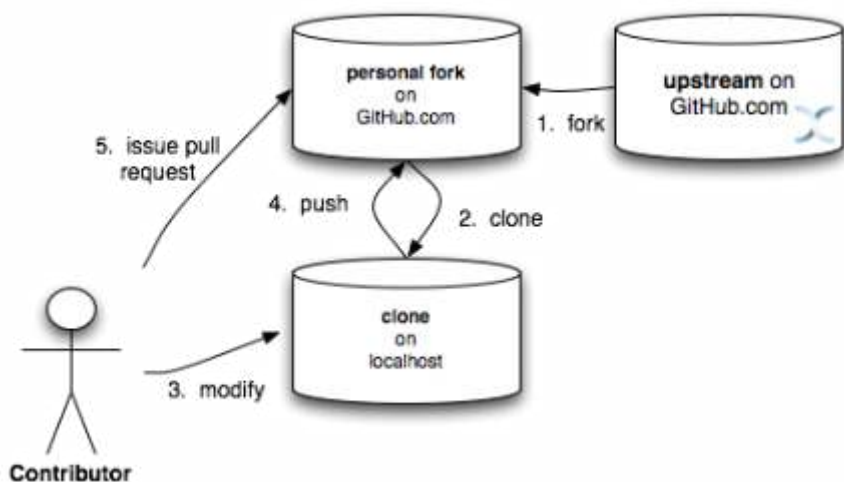 personal fork
on
GitHub.com
upstream on
GitHub.com
1. fork
5. issue pull
request
4. push
2. clone
clone
on
localhost
3. modify
Contributor